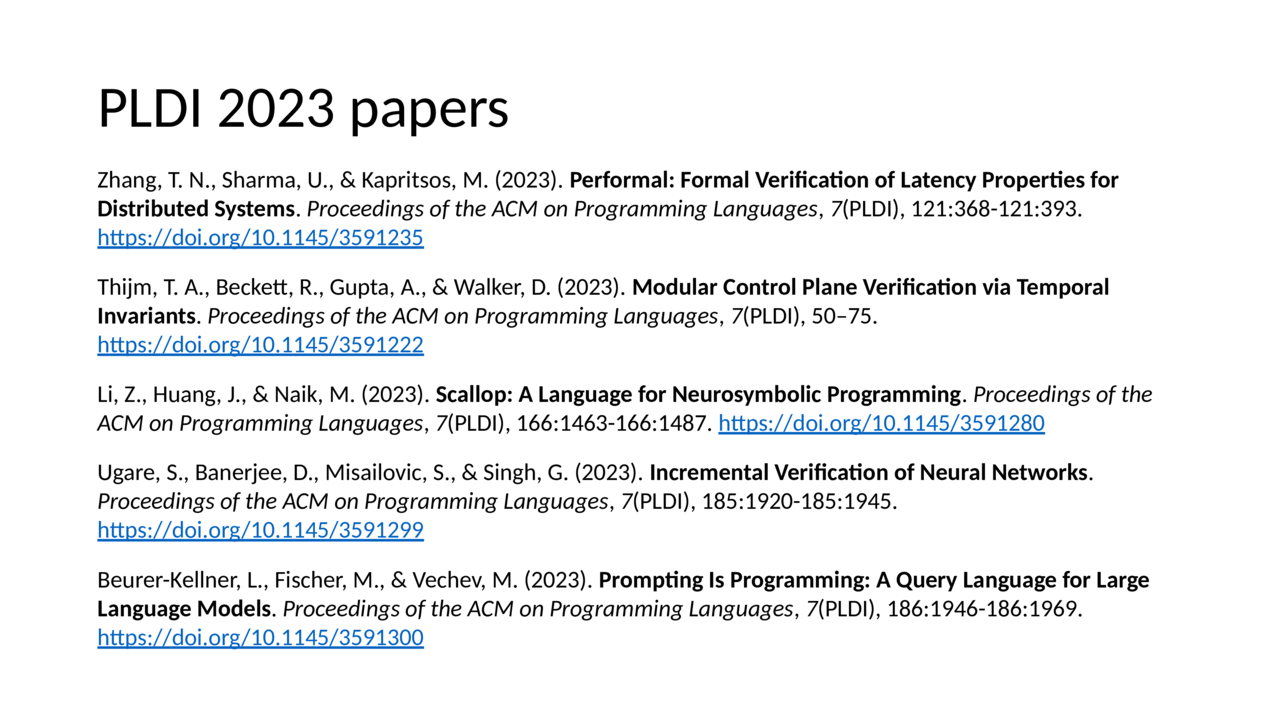 PLDI 2023 papers
Zhang, T. N., Sharma, U., & Kapritsos, M. (2023). Performal: Formal Verification of Latency Properties for
Distributed Systems. Proceedings of the ACM on Programming Languages, 7(PLDI), 121:368-121:393.
https://doi.org/10.1145/3591235
Thijm, T. A., Beckett, R., Gupta, A., & Walker, D. (2023). Modular Control Plane Verification via Temporal
Invariants. Proceedings of the ACM on Programming Languages, 7(PLDI), 50–75.
https://doi.org/10.1145/3591222
Li, Z., Huang, J., & Naik, M. (2023). Scallop: A Language for Neurosymbolic Programming. Proceedings of the
ACM on Programming Languages, 7(PLDI), 166:1463-166:1487. https://doi.org/10.1145/3591280
Ugare, S., Banerjee, D., Misailovic, S., & Singh, G. (2023). Incremental Verification of Neural Networks.
Proceedings of the ACM on Programming Languages, 7(PLDI), 185:1920-185:1945.
https://doi.org/10.1145/3591299
Beurer-Kellner, L., Fischer, M., & Vechev, M. (2023). Prompting Is Programming: A Query Language for Large
Language Models. Proceedings of the ACM on Programming Languages, 7(PLDI), 186:1946-186:1969.
https://doi.org/10.1145/3591300